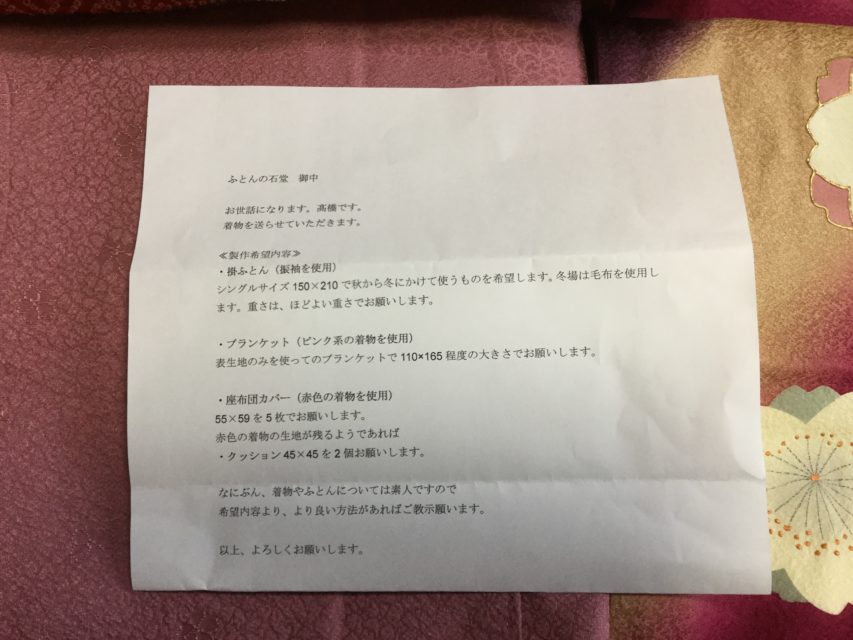 ふとんの石堂　御中
お世話になります。高橋です。
着物を送らせていただきます。
≪製作希望内容≫
・掛ふとん（振袖を使用）
シングルサイズ 150×210 で秋から冬にかけて使うものを希望します。冬場は毛布を使用し
ます。重さは、ほどよい重さでお願いします。
・ブランケット（ピンク系の着物を使用）
表生地のみを使ってのブランケットで 110×165 程度の大きさでお願いします。
・座布団カバー（赤色の着物を使用）
55×59 を 5 枚でお願いします。
赤色の着物の生地が残るようであれば
・クッション 45×45 を 2 個お願いします。
なにぶん、着物やふとんについては素人ですので
希望内容より、より良い方法があればご教示願います。
以上、よろしくお願いします。